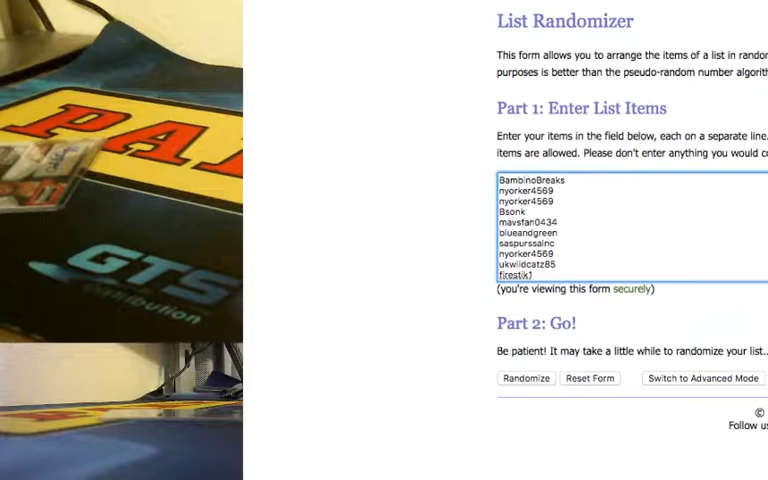 PA
GTS
Distribution
List Randomizer
This form allows you to arrange the items of a list in
purposes is better than the pseudo-random number
Part 1: Enter List Items
Enter your items in the field below, each on a separate line.
items are allowed. Please don't enter anything you would
BambinoBreaks
nyorker4569
nyorker4569
Bsonk
mavsfan0434
blueandgreen
saspurssainc
nyorker4569
ukwildcatz85
firestik1
(you're viewing this form securely)
Part 2: Go!
Be patient! It may take a little while to randomize your list...
Randomize Reset Form Switch to Advanced Mode
©
Follow us